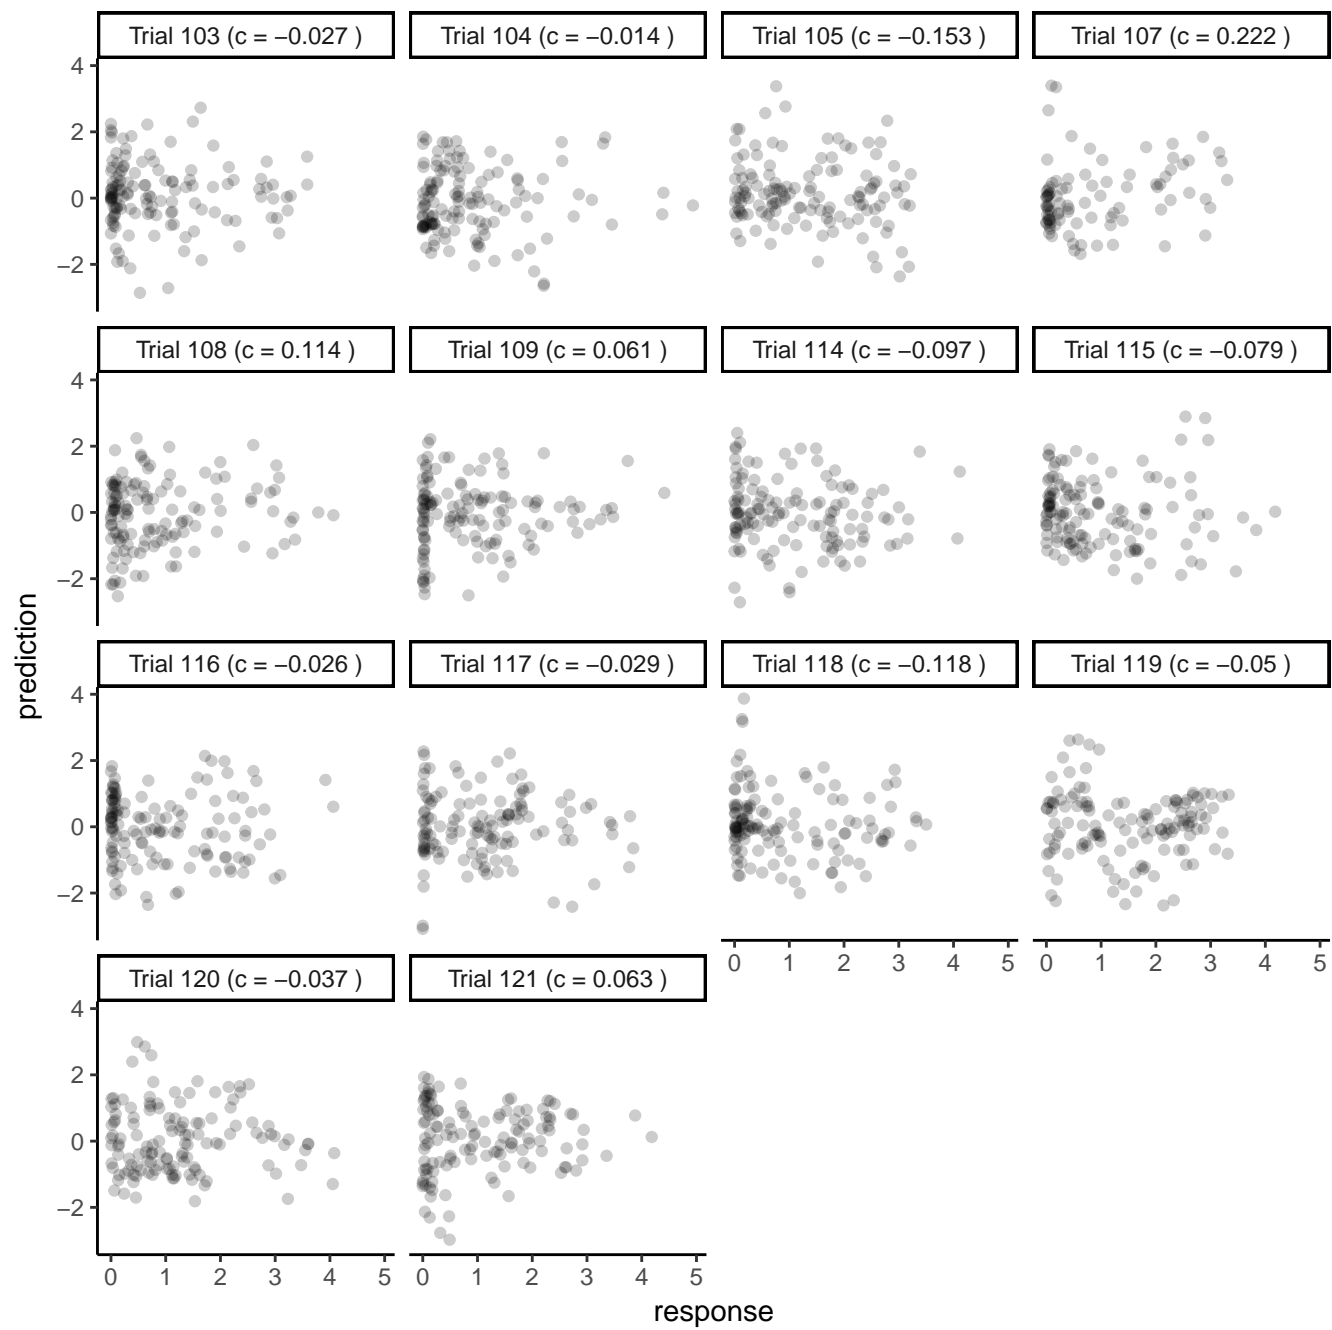 Trial 103 (c = −0.027 )
Trial 104 (c = −0.014 )
Trial 105 (c = −0.153 )
Trial 107 (c = 0.222 )
4
2
0
−2
Trial 108 (c = 0.114 )
Trial 109 (c = 0.061 )
Trial 114 (c = −0.097 )
Trial 115 (c = −0.079 )
4
2
0
−2
prediction
Trial 116 (c = −0.026 )
Trial 117 (c = −0.029 )
Trial 118 (c = −0.118 )
Trial 119 (c = −0.05 )
4
2
0
−2
0 1 2 3 4 5
0 1 2 3 4 5
Trial 120 (c = −0.037 )
Trial 121 (c = 0.063 )
4
2
0
−2
0 1 2 3 4 5
0 1 2 3 4 5
response